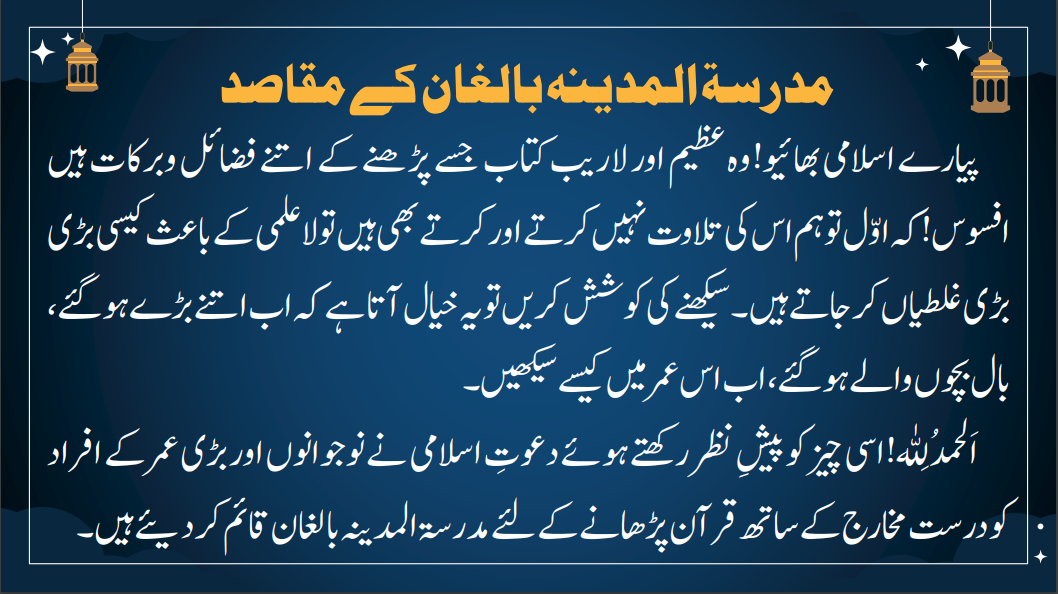 مدرسۃ المدینہ بالغان کے مقاصد
پیارے اسلامی بھائیو! وہ عظیم اور لاریب کتاب جسے پڑھنے کے اتنے فضائل و برکات ہیں
افسوس! کہ اوّل تو ہم اس کی تلاوت نہیں کرتے اور کرتے بھی ہیں تو لاعلمی کے باعث کیسی بڑی
بڑی غلطیاں کر جاتے ہیں۔ سیکھنے کی کوشش کریں تو یہ خیال آتا ہے کہ اب اتنے بڑے ہو گئے،
بال بچوں والے ہو گئے، اب اس عمر میں کیسے سیکھیں۔
اَلحمدُ لِلّٰہ! اسی چیز کو پیشِ نظر رکھتے ہوئے دعوتِ اسلامی نے نوجوانوں اور بڑی عمر کے افراد
کو درست مخارج کے ساتھ قرآن پڑھانے کے لئے مدرسۃ المدینہ بالغان قائم کر دیئے ہیں۔